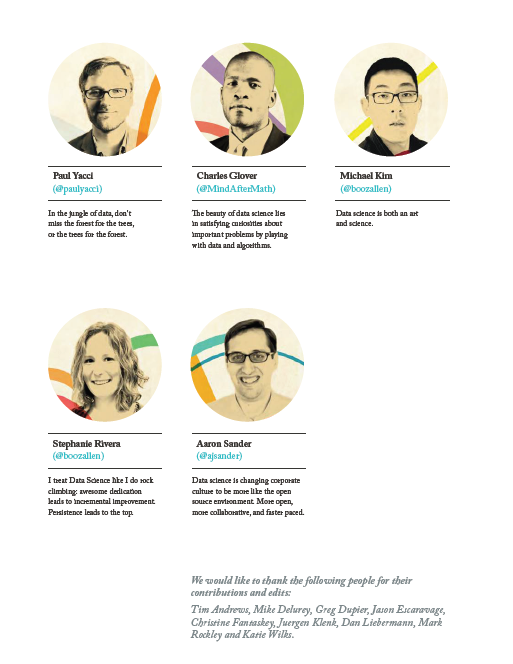 Paul Yacci
(@paulyacci)
In the jungle of data, don't
miss the forest for the trees,
or the trees for the forest.
Charles Glover
(@MindAfterMath)
The beauty of data science lies
in satisfying curiosities about
important problems by playing
with data and algorithms.
Michael Kim
(@boozallen)
Data science is both an art
and science.
Stephanie Rivera
(@boozallen)
I treat Data Science like I do rock
climbing: awesome dedication
leads to incremental improvement.
Persistence leads to the top.
Aaron Sander
(@ajsander)
Data science is changing corporate
culture to be more like the open
source environment. More open,
more collaborative, and faster paced.
We would like to thank the following people for their
contributions and edits:
Tim Andrews, Mike Delurey, Greg Dupier, Jason Escaravage,
Christine Fantaskey, Juergen Klenk, Dan Liebermann, Mark
Rockley and Katie Wilks.